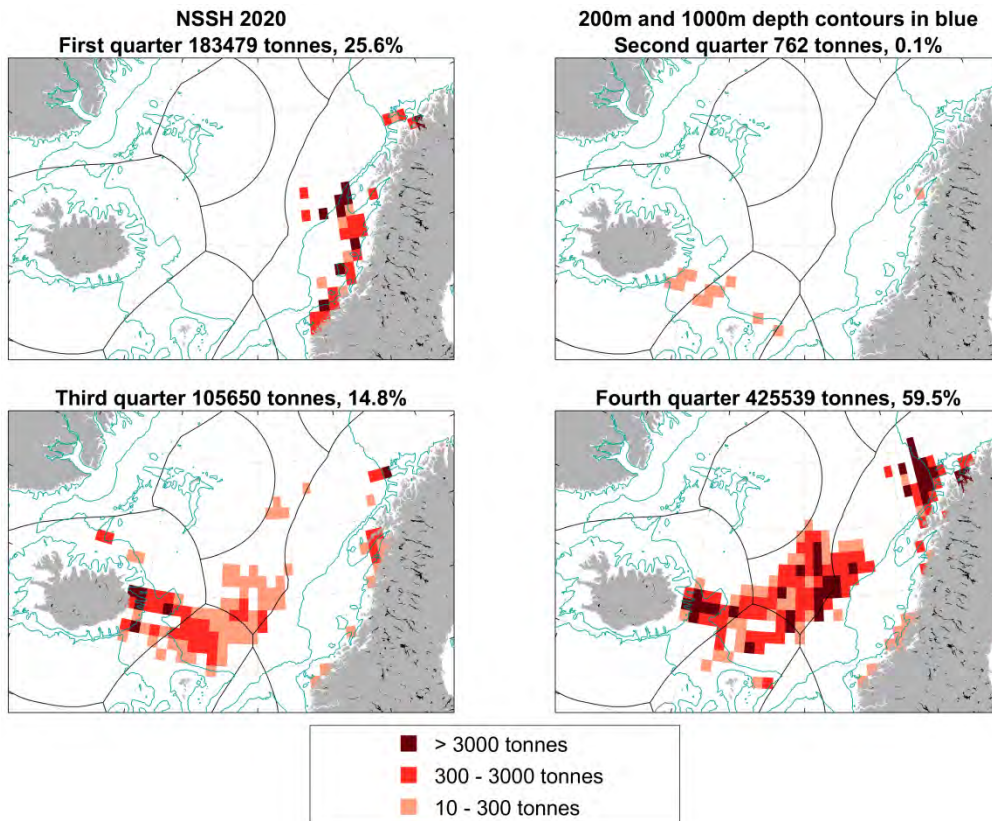 NSSH 2020
First quarter 183479 tonnes, 25.6%
200m and 1000m depth contours in blue
Second quarter 762 tonnes, 0.1%
Third quarter 105650 tonnes, 14.8%
Fourth quarter 425539 tonnes, 59.5%
> 3000 tonnes
300 - 3000 tonnes
10 - 300 tonnes